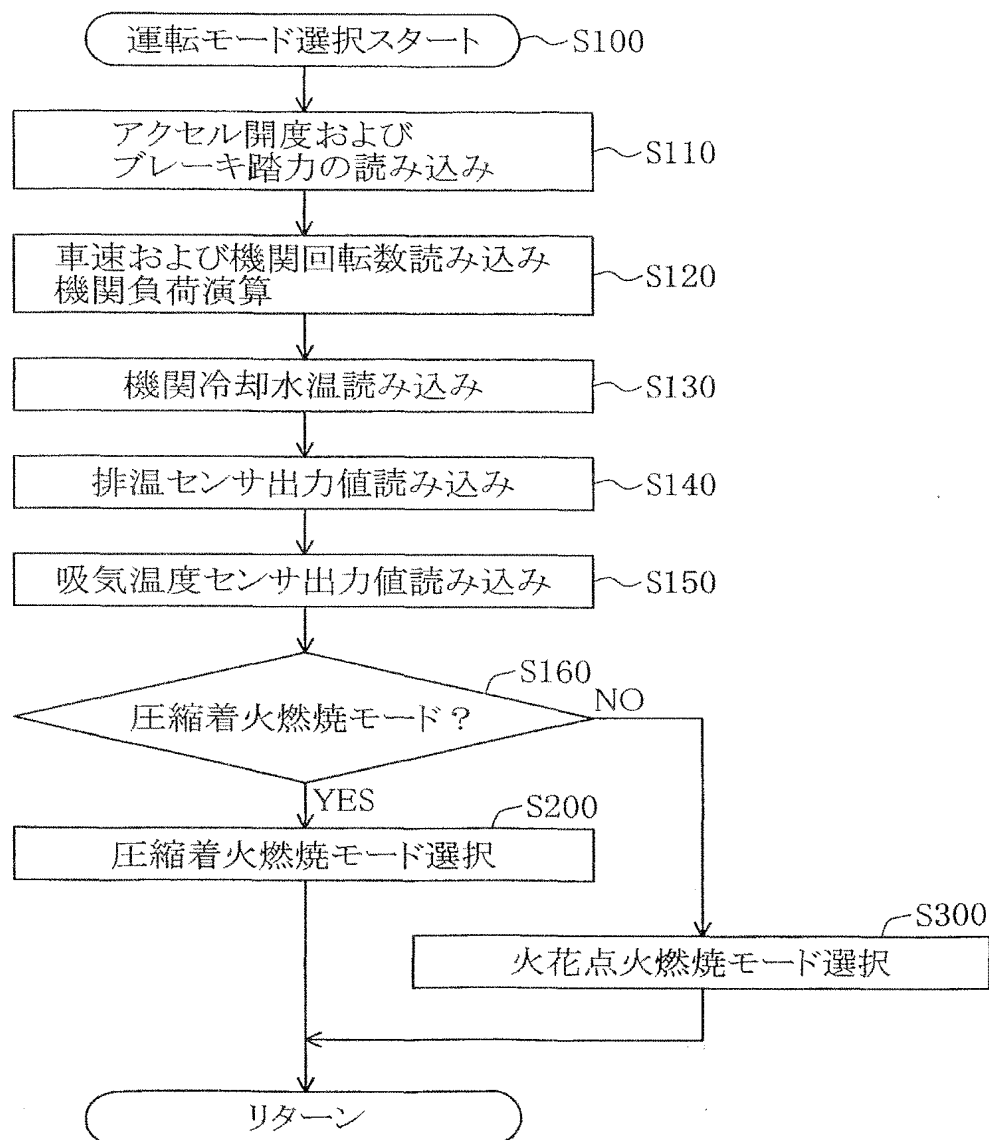 運転モード選択スタート
S100
アクセル開度および
ブレーキ踏力の読み込み
S110
車速および機関回転数読み込み
機関負荷演算
S120
機関冷却水温読み込み
S130
排温センサ出力値読み込み
S140
吸気温度センサ出力値読み込み
S150
S160
圧縮着火燃焼モード？
NO
YES
S200
圧縮着火燃焼モード選択
S300
火花点火燃焼モード選択
リターン